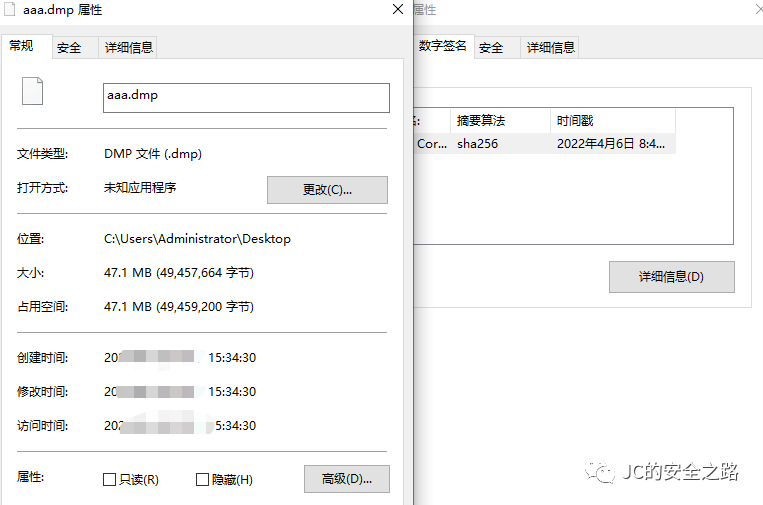 aaa.dmp 属性
常规
安全
详细信息
aaa.dmp
文件类型:
DMP 文件 (.dmp)
打开方式:
未知应用程序
更改(C)...
位置:
C:\Users\Administrator\Desktop
大小:
47.1 MB (49,457,664 字节)
占用空间:
47.1 MB (49,459,200 字节)
创建时间:
15:34:30
修改时间:
15:34:30
访问时间:
5:34:30
属性:
只读(R)
隐藏(H)
高级(D)...
属性
数字签名
安全
详细信息
摘要算法
时间戳
Cor...
sha256
2022年4月6日 8:4...
详细信息(D)
JC的安全之路